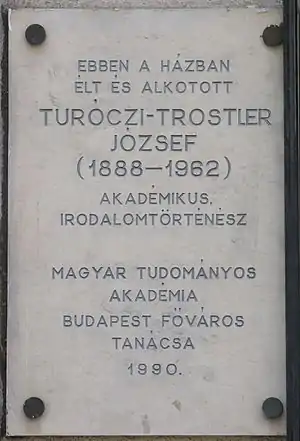 EBBEN A HÁZBAN
ÉLT ÉS ALKOTOTT
TURÓCZI-TROSTLER
JÓZSEF
(1888—1962)
AKADÉMIKUS,
IRODALOMTÖRTÉNÉSZ
MAGYAR TUDOMÁNYOS
AKADÉMIA
BUDAPEST FŐVÁROS
TANÁCSA
1990.